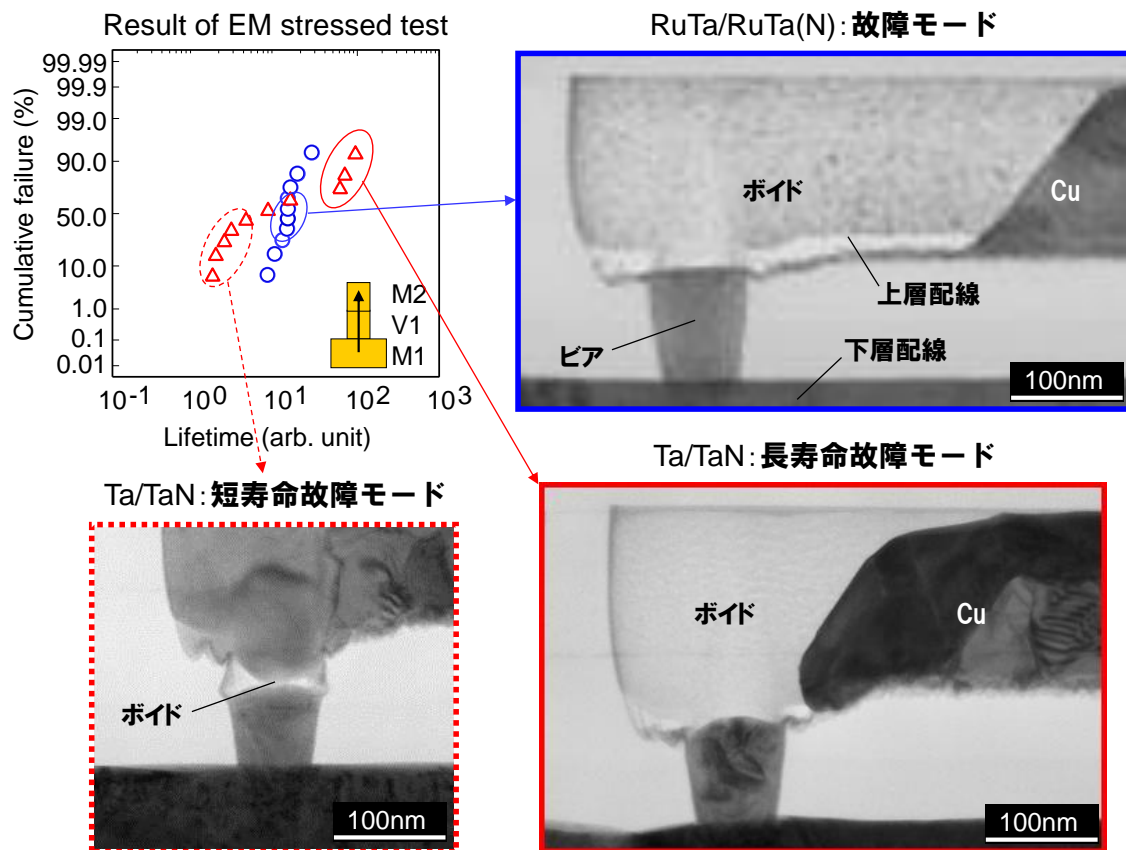 Result of EM stressed test
RuTa/RuTa(N):故障モード
Cumulative failure (%)
99.99
99.9
99.0
90.0
50.0
10.0
1.0
0.1
0.01
M2
V1
M1
10-1
100
101
102
103
Lifetime (arb. unit)
ボイド
Cu
上層配線
ビア
下層配線
100nm
Ta/TaN:短寿命故障モード
ボイド
100nm
Ta/TaN:長寿命故障モード
ボイド
Cu
100nm